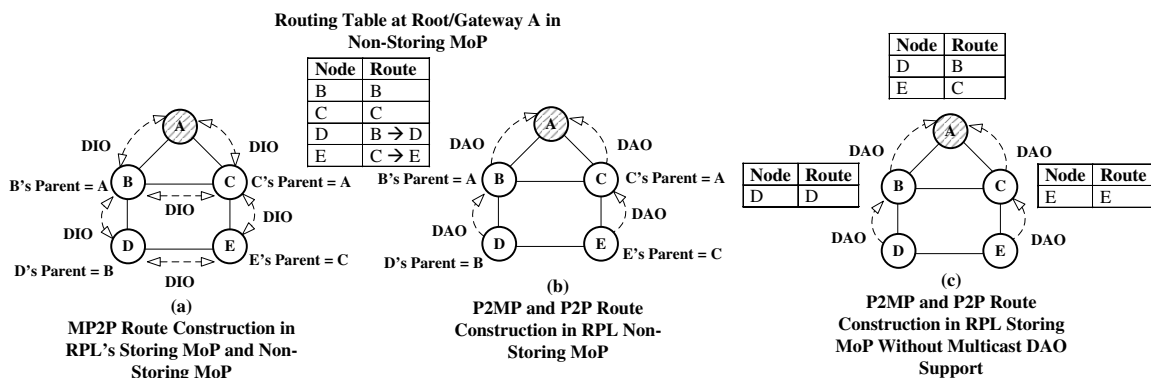 Routing Table at Root/Gateway A in
Non-Storing MoP
Node Route
B B
C C
D B → D
E C → E
A
DIO DIO
B's Parent = A B C C's Parent = A
DIO
DIO DIO
D E
D's Parent = B E's Parent = C
DIO
(a)
MP2P Route Construction in
RPL's Storing MoP and Non-
Storing MoP
A
DAO DAO
B's Parent = A B C C's Parent = A
DAO DAO
D E
D's Parent = B E's Parent = C
(b)
P2MP and P2P Route
Construction in RPL Non-
Storing MoP
Node Route
D B
E C
A
DAO DAO
Node Route
D D
B C
Node Route
E E
DAO DAO
D E
(c)
P2MP and P2P Route
Construction in RPL Storing
MoP Without Multicast DAO
Support